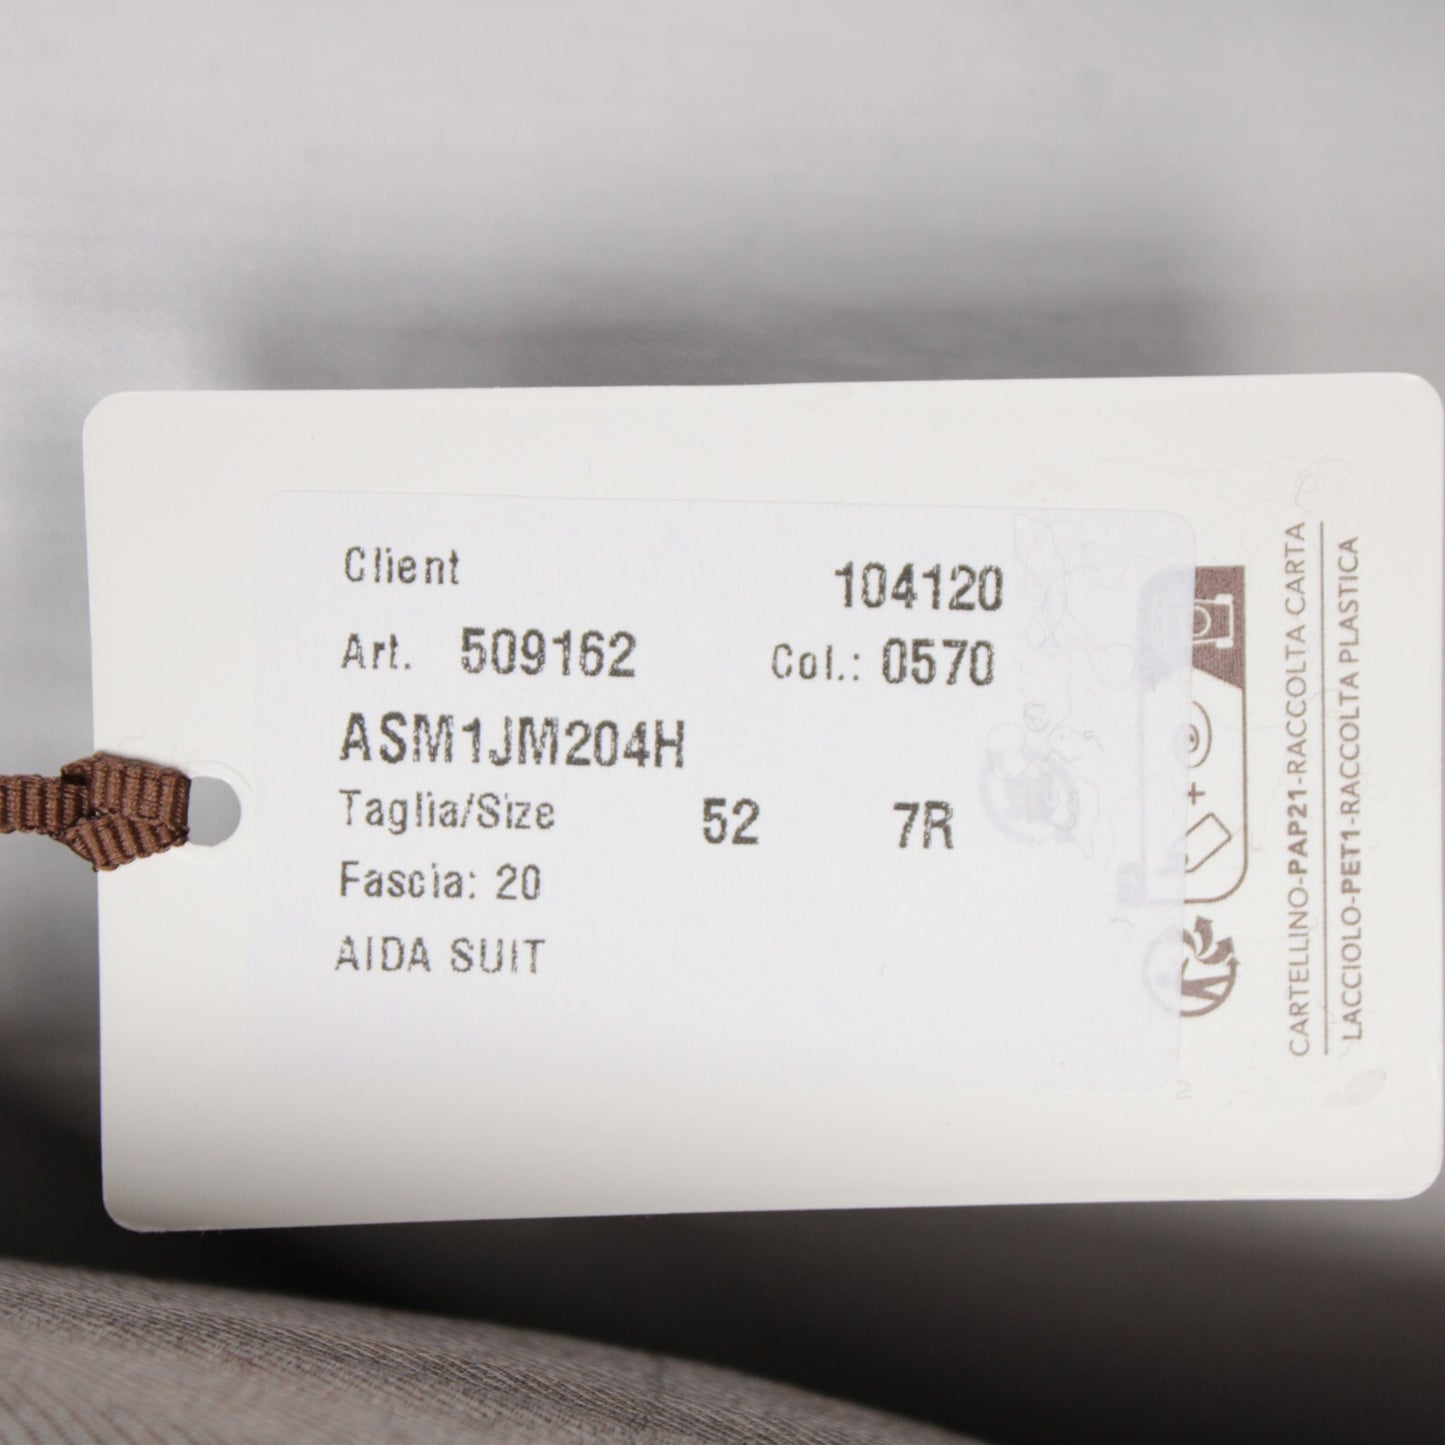 Client 104120
Art. 509162 Col.: 0570
ASM1JM204H
Taglia/Size 52 7R
Fascia: 20
AIDA SUIT
CARTELLINO-PAP21-RACCOLTA CARTA
LACCIOLO-PET1-RACCOLTA PLASTICA